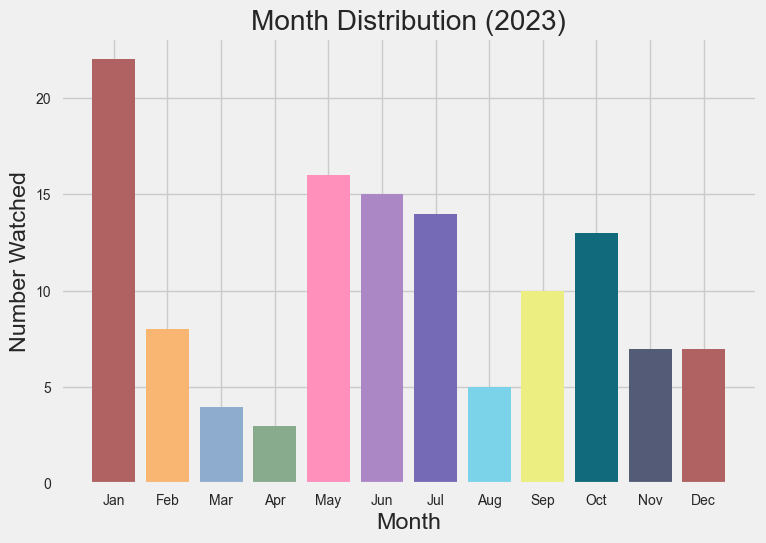 Month Distribution (2023)
Number Watched
20
15
10
5
0
Jan Feb Mar Apr May Jun Jul Aug Sep Oct Nov Dec
Month